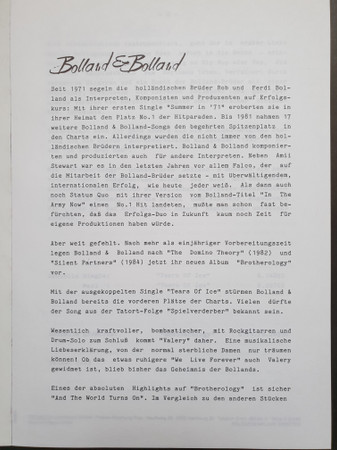 Bolland & Bolland
Seit 1971 segeln die holländischen Brüder Rob und Ferdi Bol-
land als Interpreten, Komponisten und Produzenten auf Erfolgs-
kurs: Mit ihrer ersten Single "Summer in '71" eroberten sie in
ihrer Heimat den Platz No.1 der Hitparaden. Bis 1981 nahmen 17
weitere Bolland & Bolland-Songs den begehrten Spitzenplatz in
den Charts ein. Allerdings wurden die nicht immer von den hol-
ländischen Brüdern interpretiert. Bolland & Bolland komponier-
ten und produzierten auch für andere Interpreten. Neben Amii
Stewart war es in den letzten Jahren vor allem Falco, der auf
die Mitarbeit der Bolland-Brüder setzte - mit überwältigendem,
internationalen Erfolg, wie heute jeder weiß. Als dann auch
noch Status Quo mit ihrer Version vom Bolland-Titel "In The
Army Now" einen No.1 Hit landeten, mußte man schon fast be-
fürchten, daß das Erfolgs-Duo in Zukunft kaum noch Zeit für
eigene Produktionen haben würde.
Aber weit gefehlt. Nach mehr als einjähriger Vorbereitungszeit
legen Bolland & Bolland nach "The Domino Theory" (1982) und
"Silent Partners" (1984) jetzt ihr neues Album "Brotherology"
vor.
Mit der ausgekoppelten Single "Tears Of Ice" stürmen Bolland &
Bolland bereits die vorderen Plätze der Charts. Vielen dürfte
der Song aus der Tatort-Folge "Spielverderber" bekannt sein.
Wesentlich kraftvoller, bombastischer, mit Rockgitarren und
Drum-Solo zum Schluß kommt "Valery" daher. Eine musikalische
Liebeserklärung, von der normal sterbliche Damen nur träumen
können! Ob das etwas ruhigere "We Live Forever" auch Valery
gewidmet ist, blieb bisher das Geheimnis der Bollands.
Eines der absoluten Highlights auf "Brotherology" ist sicher
"And The World Turns On". Im Vergleich zu den anderen Stücken